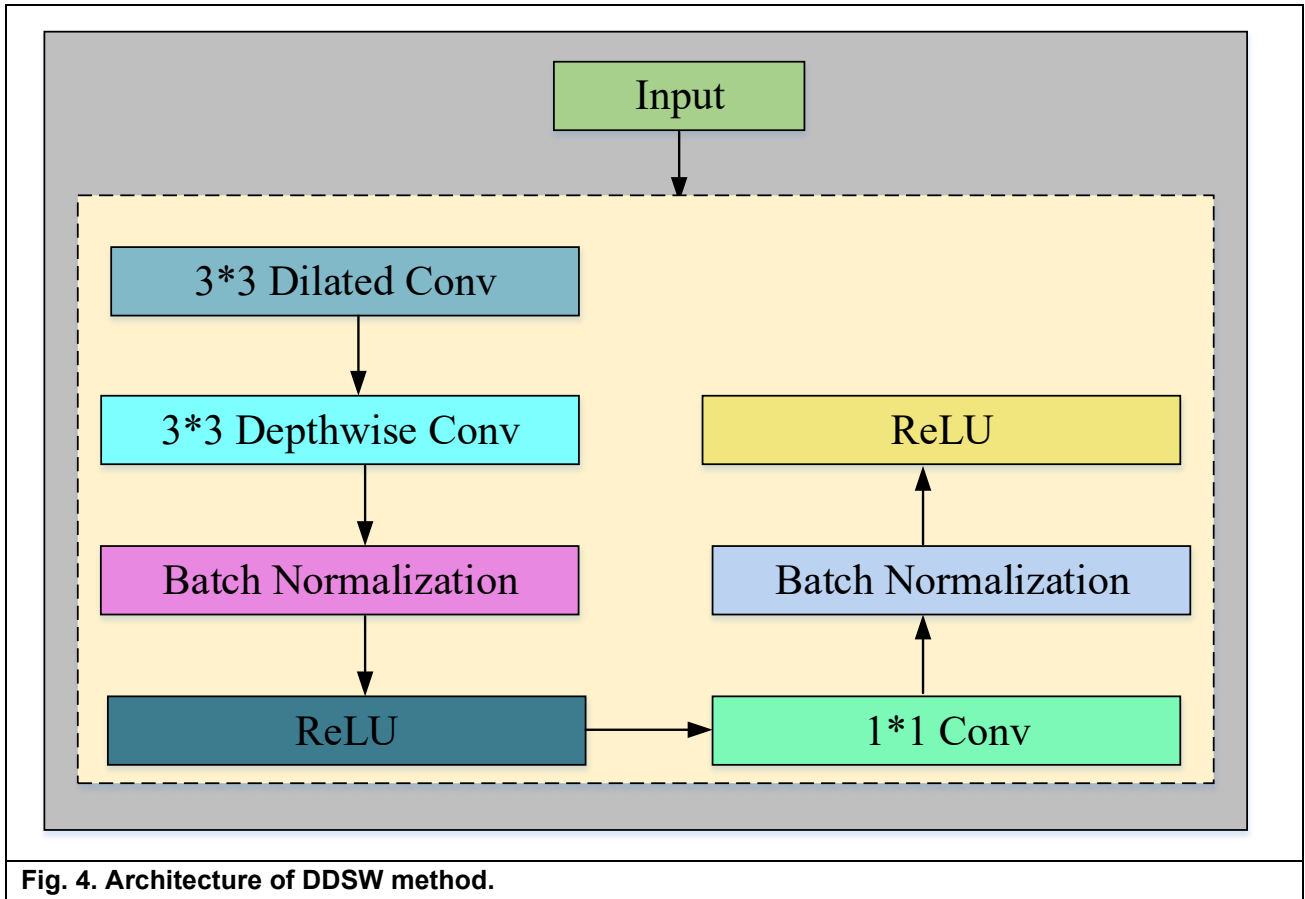 Input
3*3 Dilated Conv
3*3 Depthwise Conv
Batch Normalization
ReLU
1*1 Conv
Batch Normalization
ReLU
Fig. 4. Architecture of DDSW method.